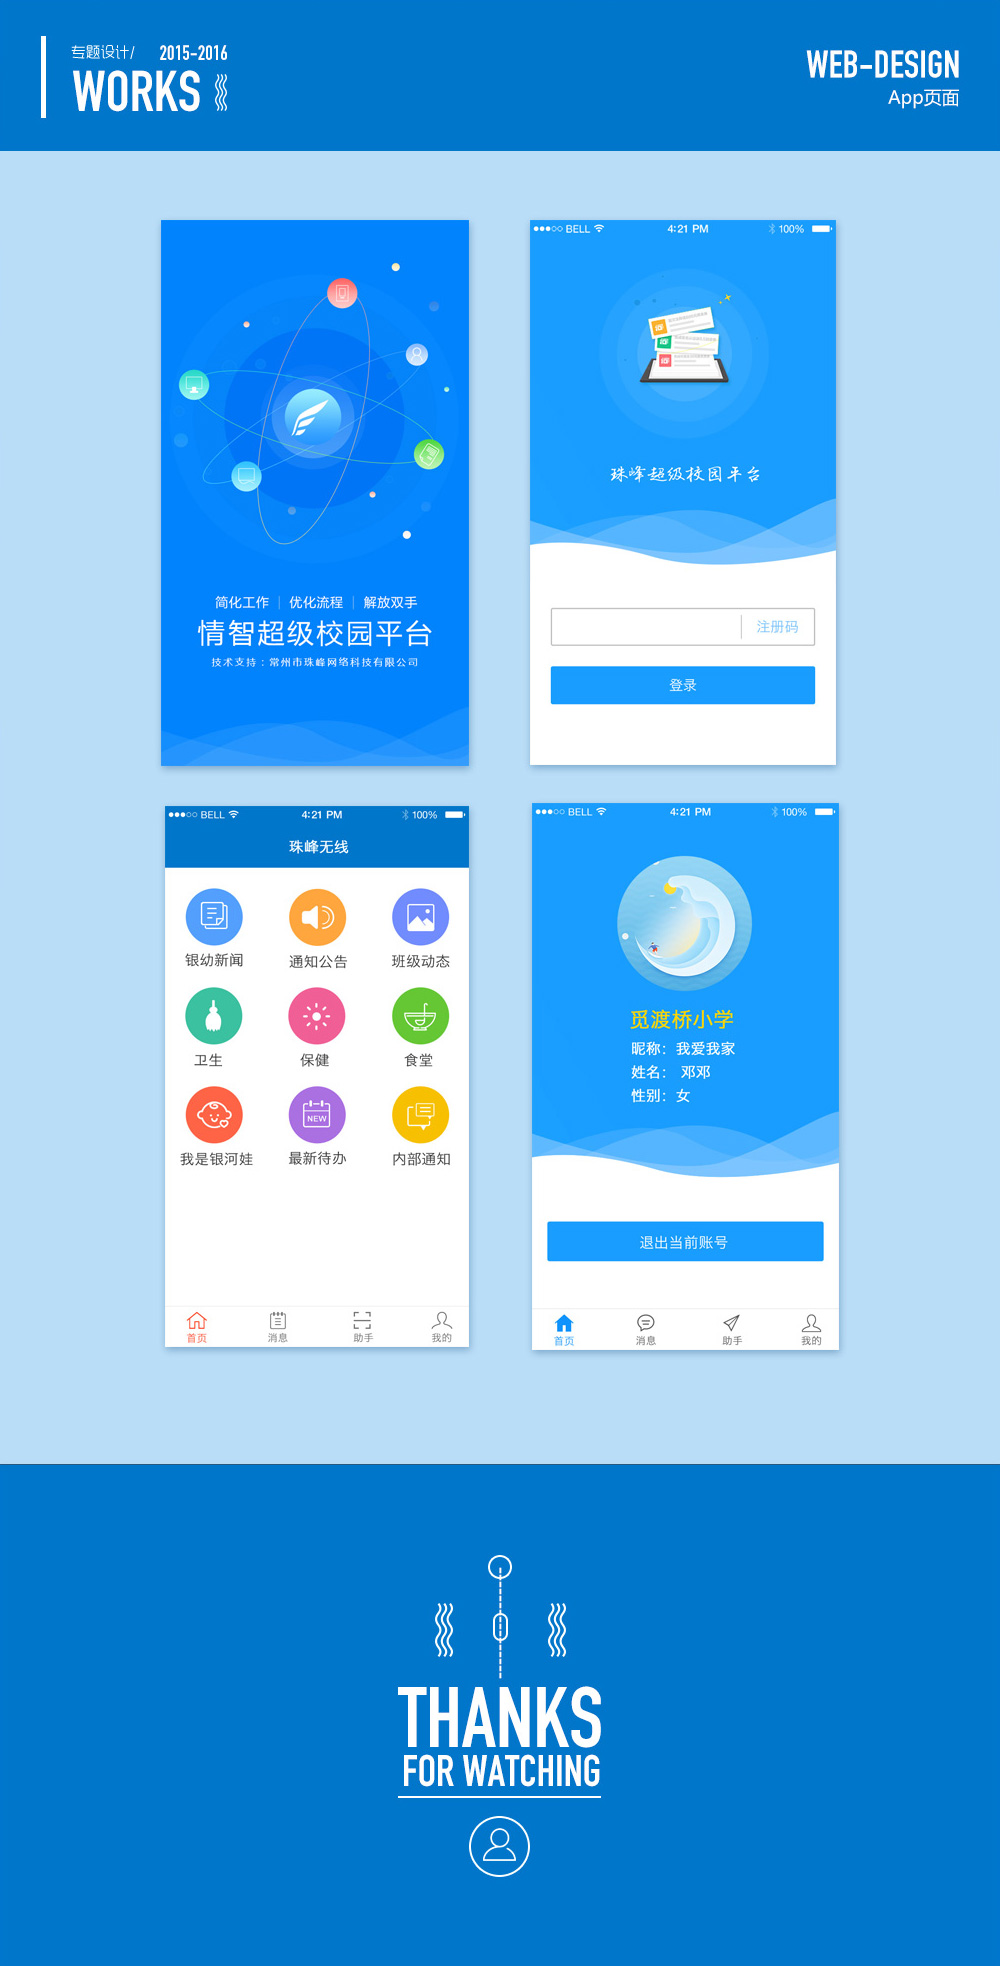 专题设计/ 2015-2016
WORKS
WEB-DESIGN
App页面
简化工作 | 优化流程 | 解放双手
情智超级校园平台
技术支持：常州市珠峰网络科技有限公司
BELL 4:21 PM 100%
珠峰超级校园平台
注册码
登录
BELL 4:21 PM 100%
珠峰无线
银幼新闻 通知公告 班级动态
卫生 保健 食堂
NEW
我是银河娃 最新待办 内部通知
首页 消息 助手 我的
BELL 4:21 PM 100%
觅渡桥小学
昵称：我爱我家
姓名： 邓邓
性别：女
退出当前账号
首页 消息 助手 我的
THANKS
FOR WATCHING